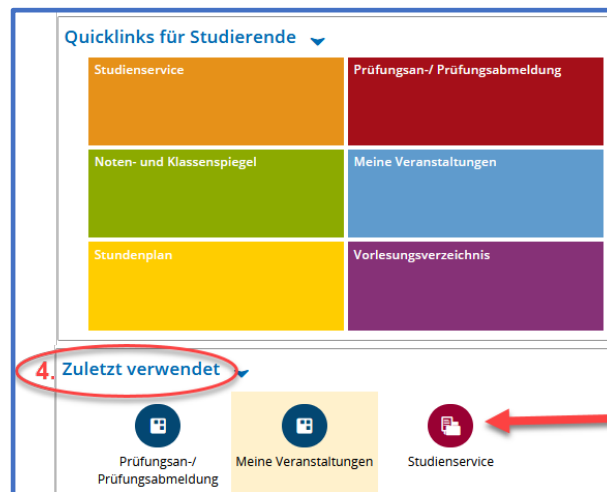 Quicklinks für Studierende
Studienservice
Prüfungsan-/ Prüfungsabmeldung
Noten- und Klassenspiegel
Meine Veranstaltungen
Stundenplan
Vorlesungsverzeichnis
4. Zuletzt verwendet
Prüfungsan-/
Prüfungsabmeldung
Meine Veranstaltungen
Studienservice